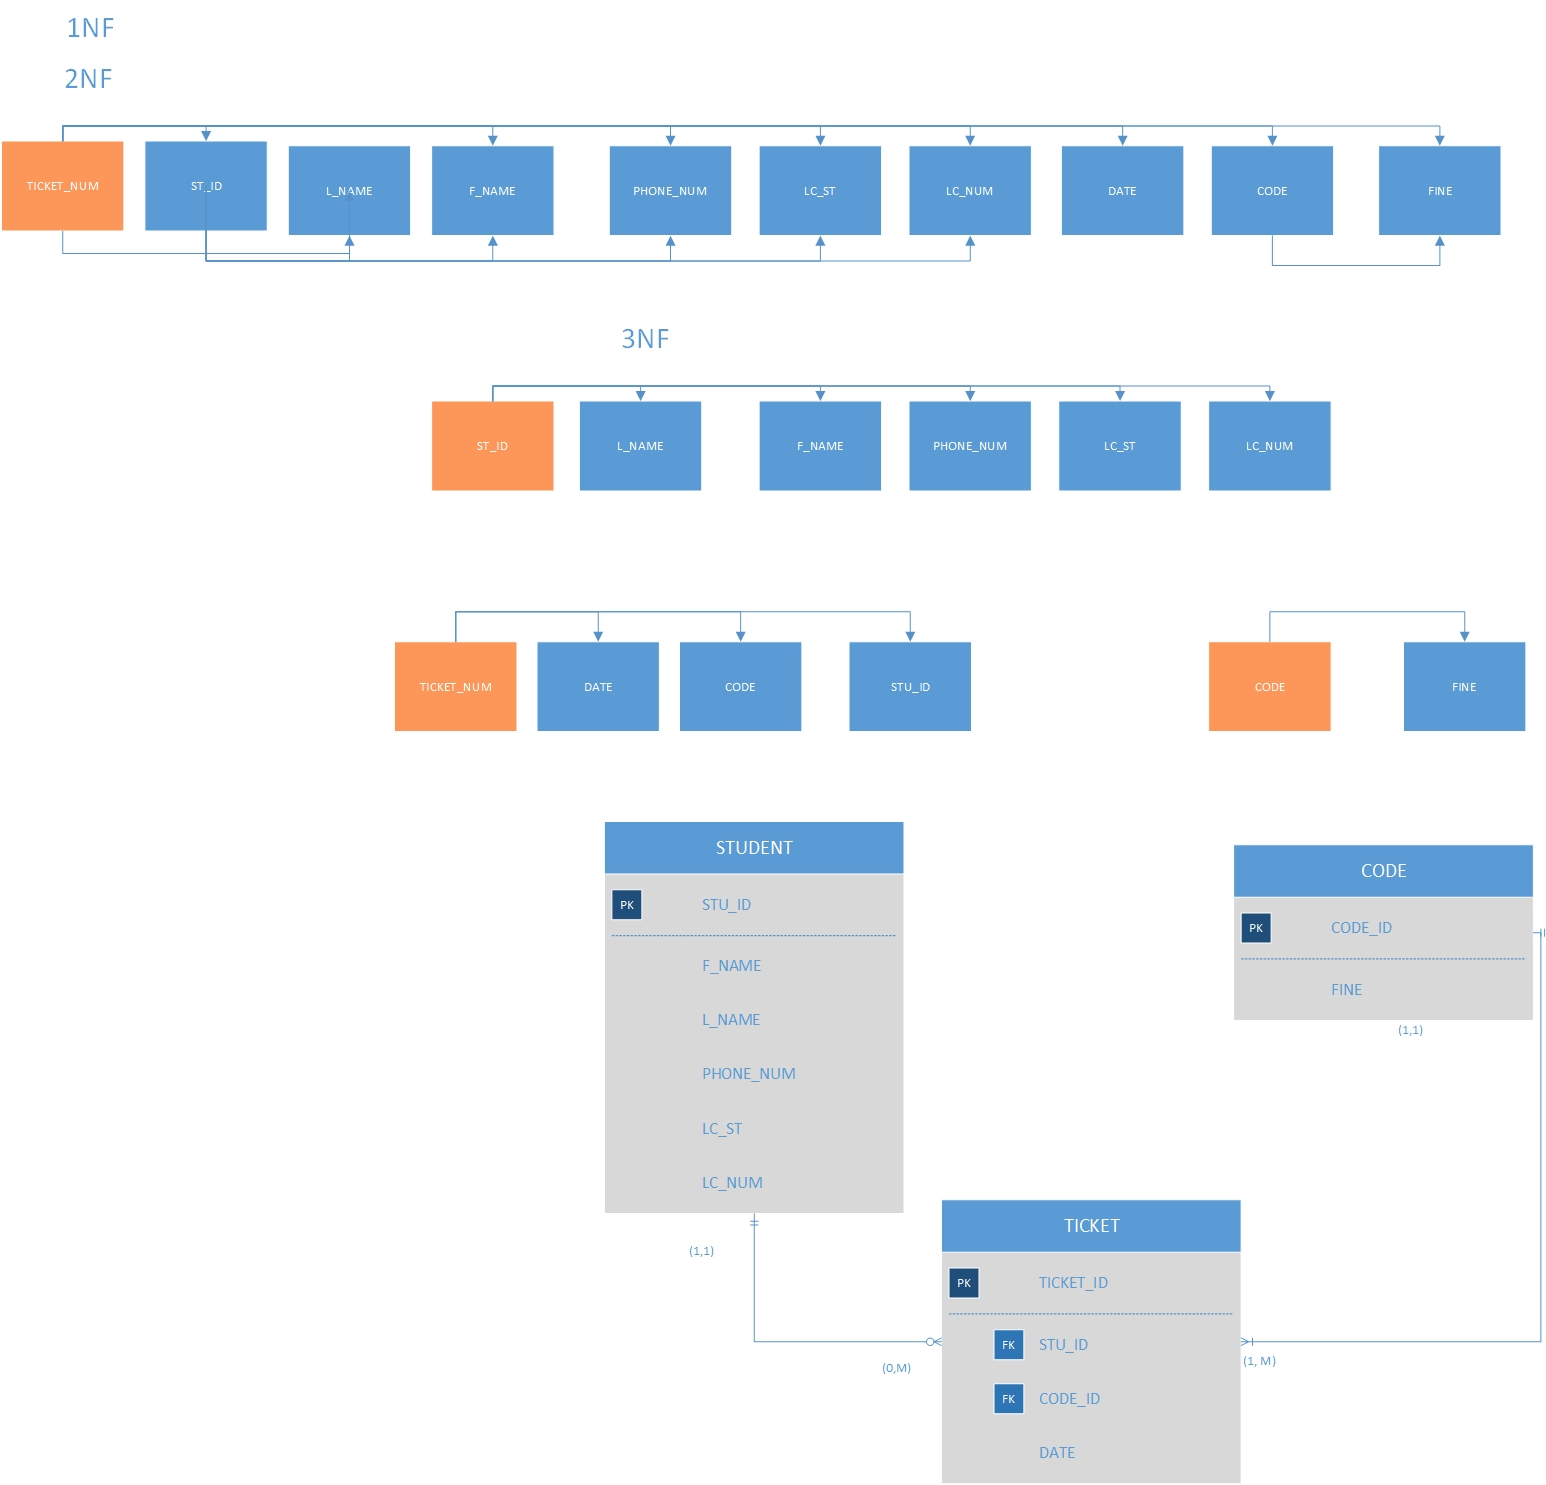 1NF
2NF
TICKET_NUM
ST_ID
L_NAME
F_NAME
PHONE_NUM
LC_ST
LC_NUM
DATE
CODE
FINE
3NF
ST_ID
L_NAME
F_NAME
PHONE_NUM
LC_ST
LC_NUM
TICKET_NUM
DATE
CODE
STU_ID
CODE
FINE
STUDENT
PK
STU_ID
F_NAME
L_NAME
PHONE_NUM
LC_ST
LC_NUM
(1,1)
CODE
PK
CODE_ID
FINE
(1,1)
TICKET
PK
TICKET_ID
FK
STU_ID
FK
CODE_ID
DATE
(0,M)
(1, M)